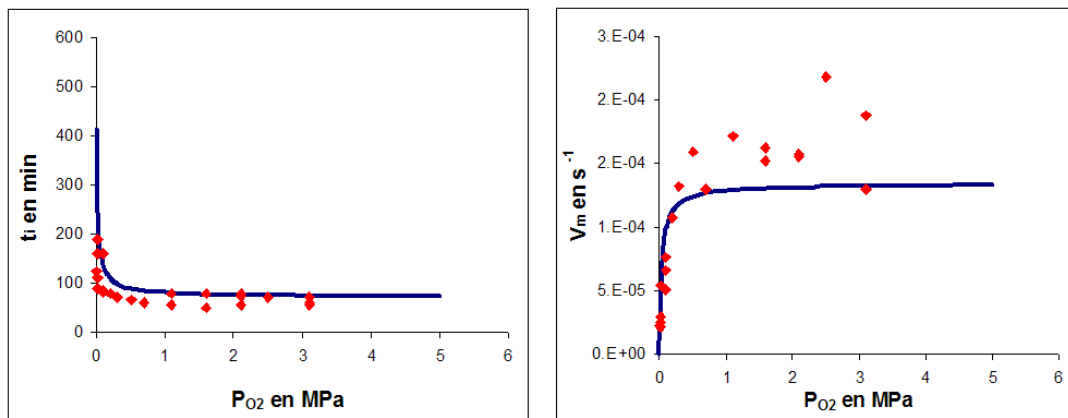 600
500
400
300
200
100
0
0 1 2 3 4 5 6
ti en min
PO2 en MPa
3.E-04
2.E-04
2.E-04
1.E-04
5.E-05
0.E+00
0 1 2 3 4 5 6
Vm en s -1
PO2 en MPa